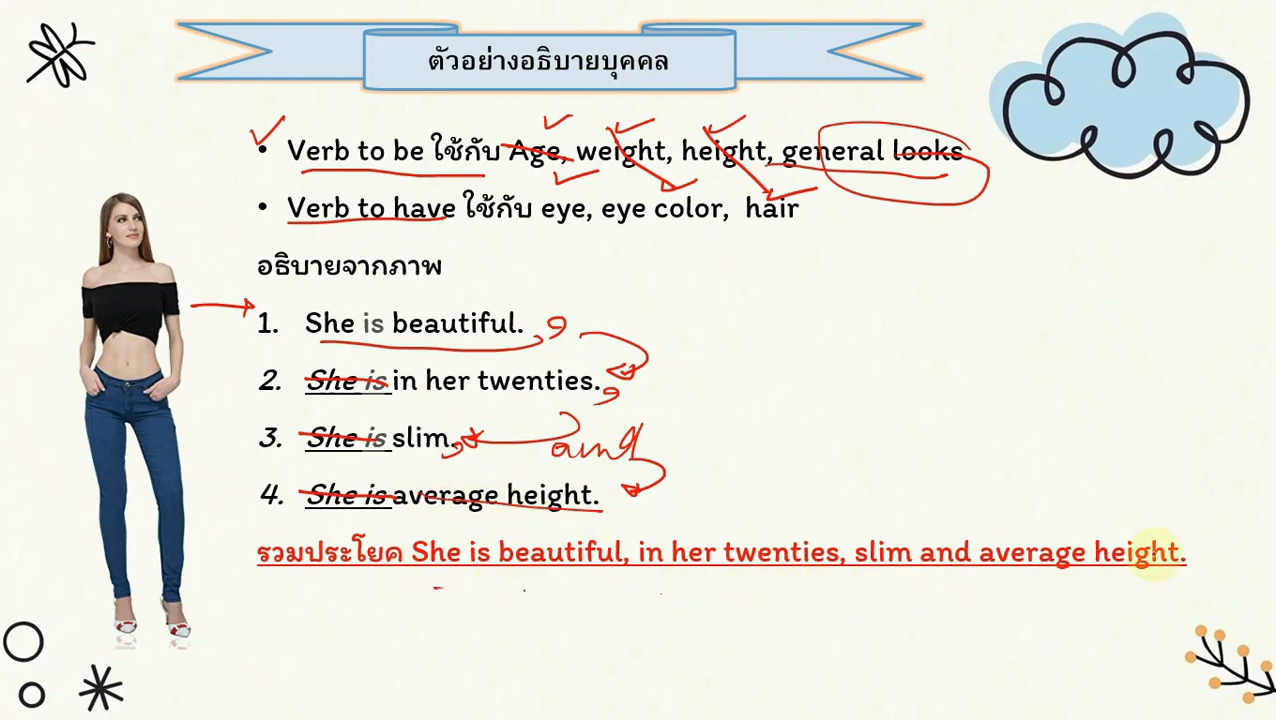 ตัวอย่างอธิบายบุคคล
• Verb to be ใช้กับ Age, weight, height, general looks
• Verb to have ใช้กับ eye, eye color, hair
อธิบายจากภาพ
1. She is beautiful. ,
2. She is in her twenties. ,
3. She is slim. , and
4. She is average height.
รวมประโยค She is beautiful, in her twenties, slim and average height.